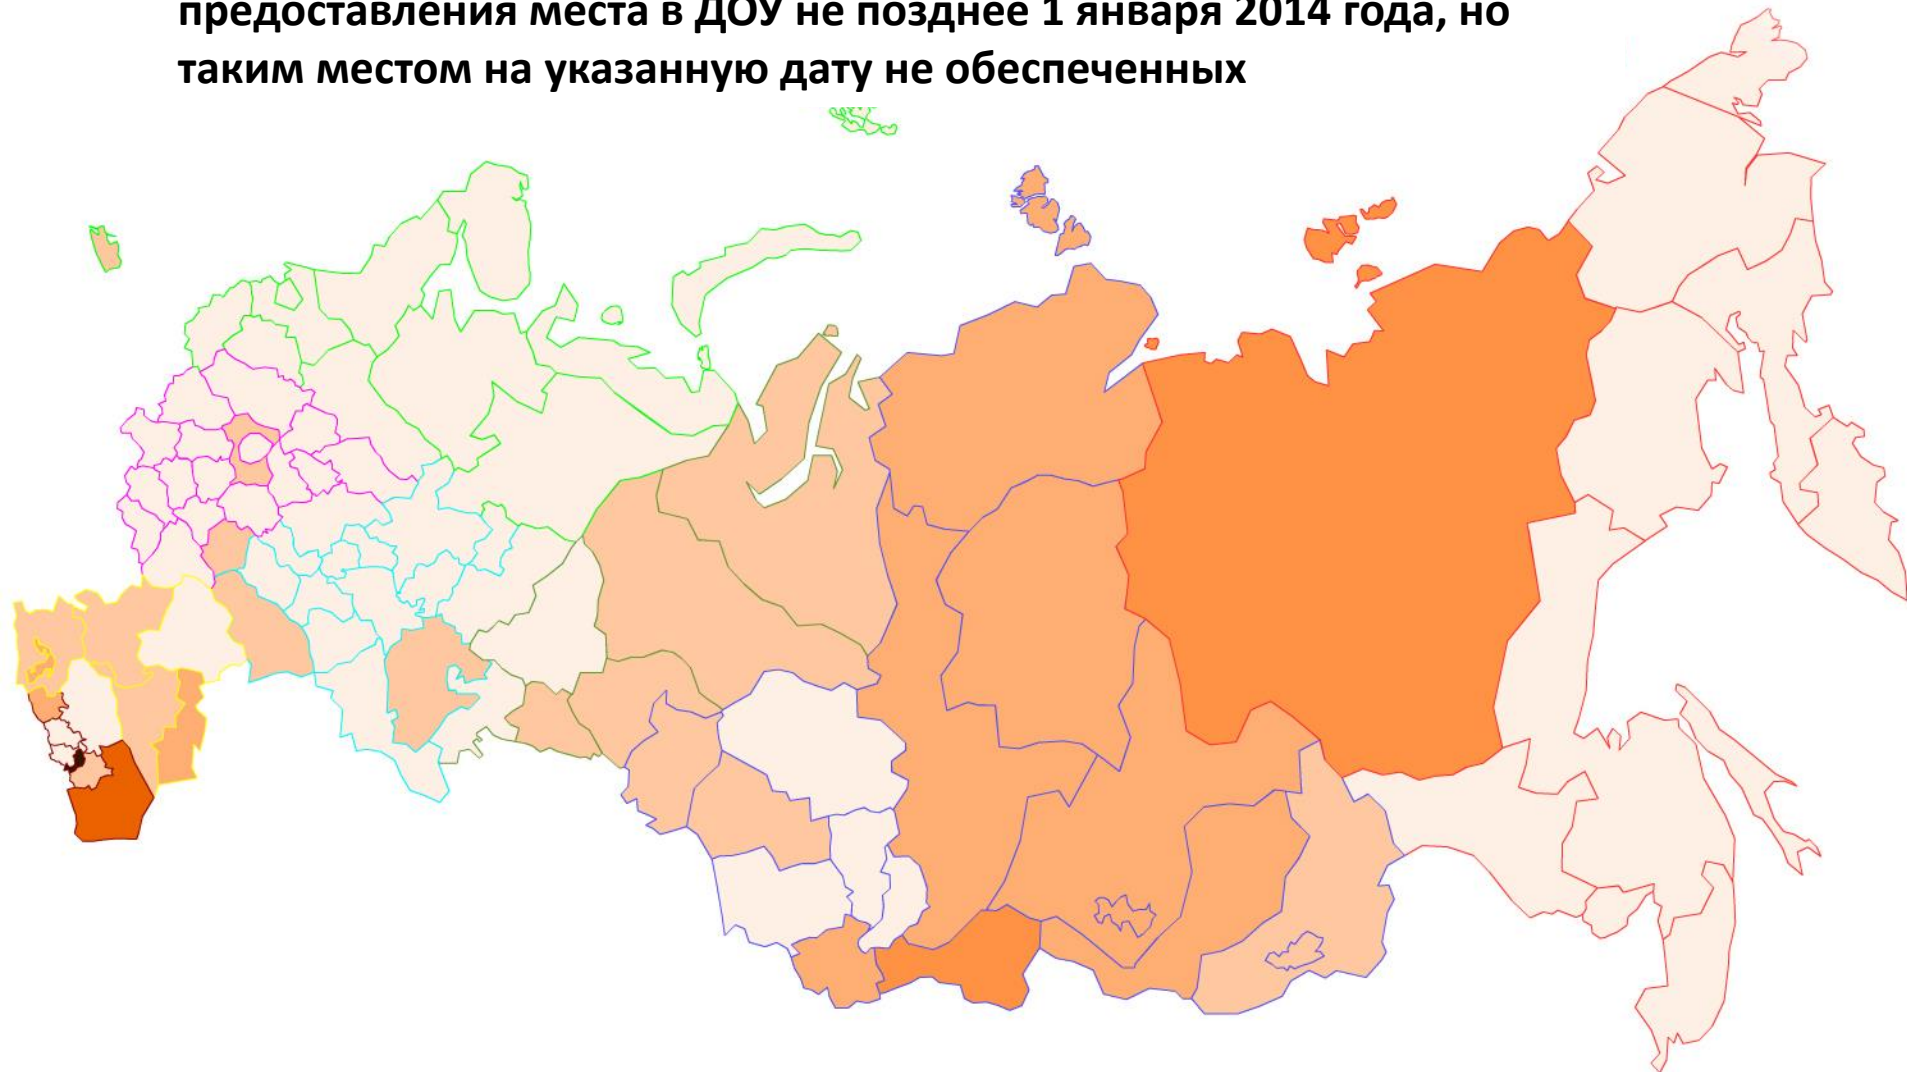 предоставления места в ДОУ не позднее 1 января 2014 года, но
таким местом на указанную дату не обеспеченных